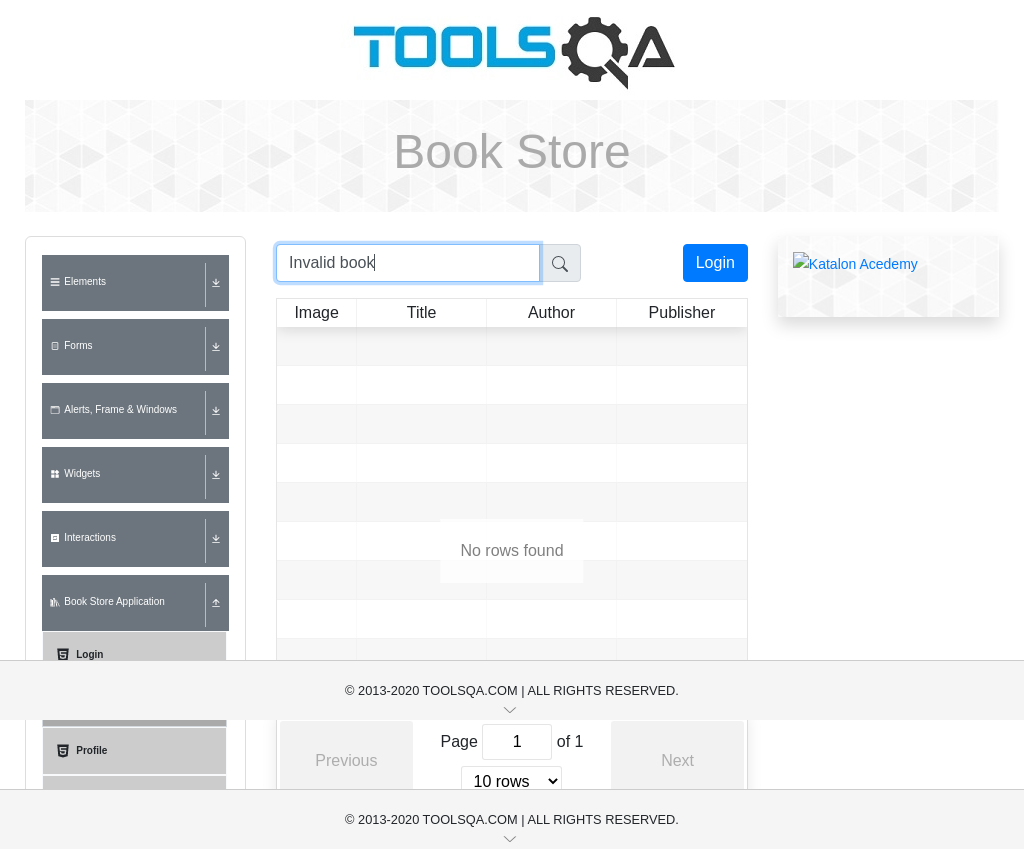 TOOLSQA
Book Store
Elements
Forms
Alerts, Frame & Windows
Widgets
Interactions
Book Store Application
Login
Invalid book
Login
Katalon Acedemy
Image Title Author Publisher
No rows found
© 2013-2020 TOOLSQA.COM | ALL RIGHTS RESERVED.
Profile
Previous
Page 1 of 1
10 rows
Next
© 2013-2020 TOOLSQA.COM | ALL RIGHTS RESERVED.